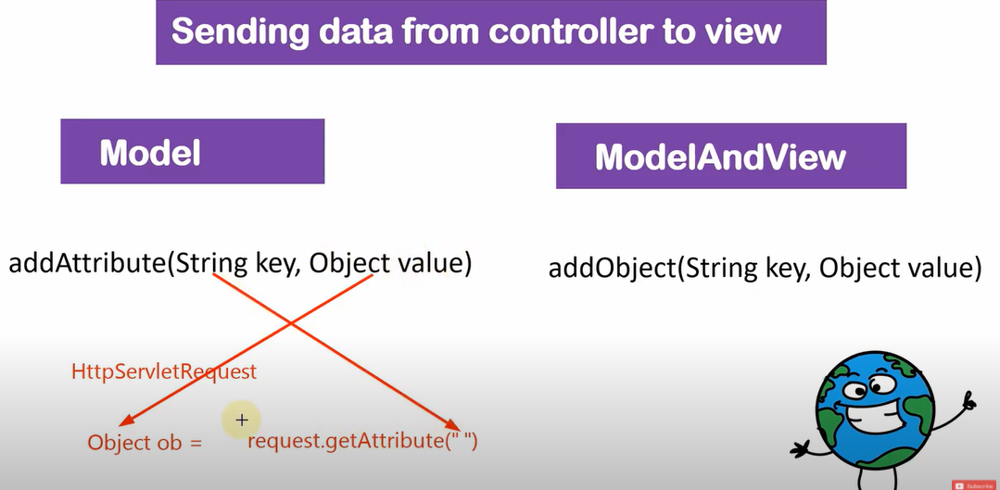 Sending data from controller to view
Model
ModelAndView
addAttribute(String key, Object value)
addObject(String key, Object value)
HttpServletRequest
Object ob = request.getAttribute(" ")
Subscribe